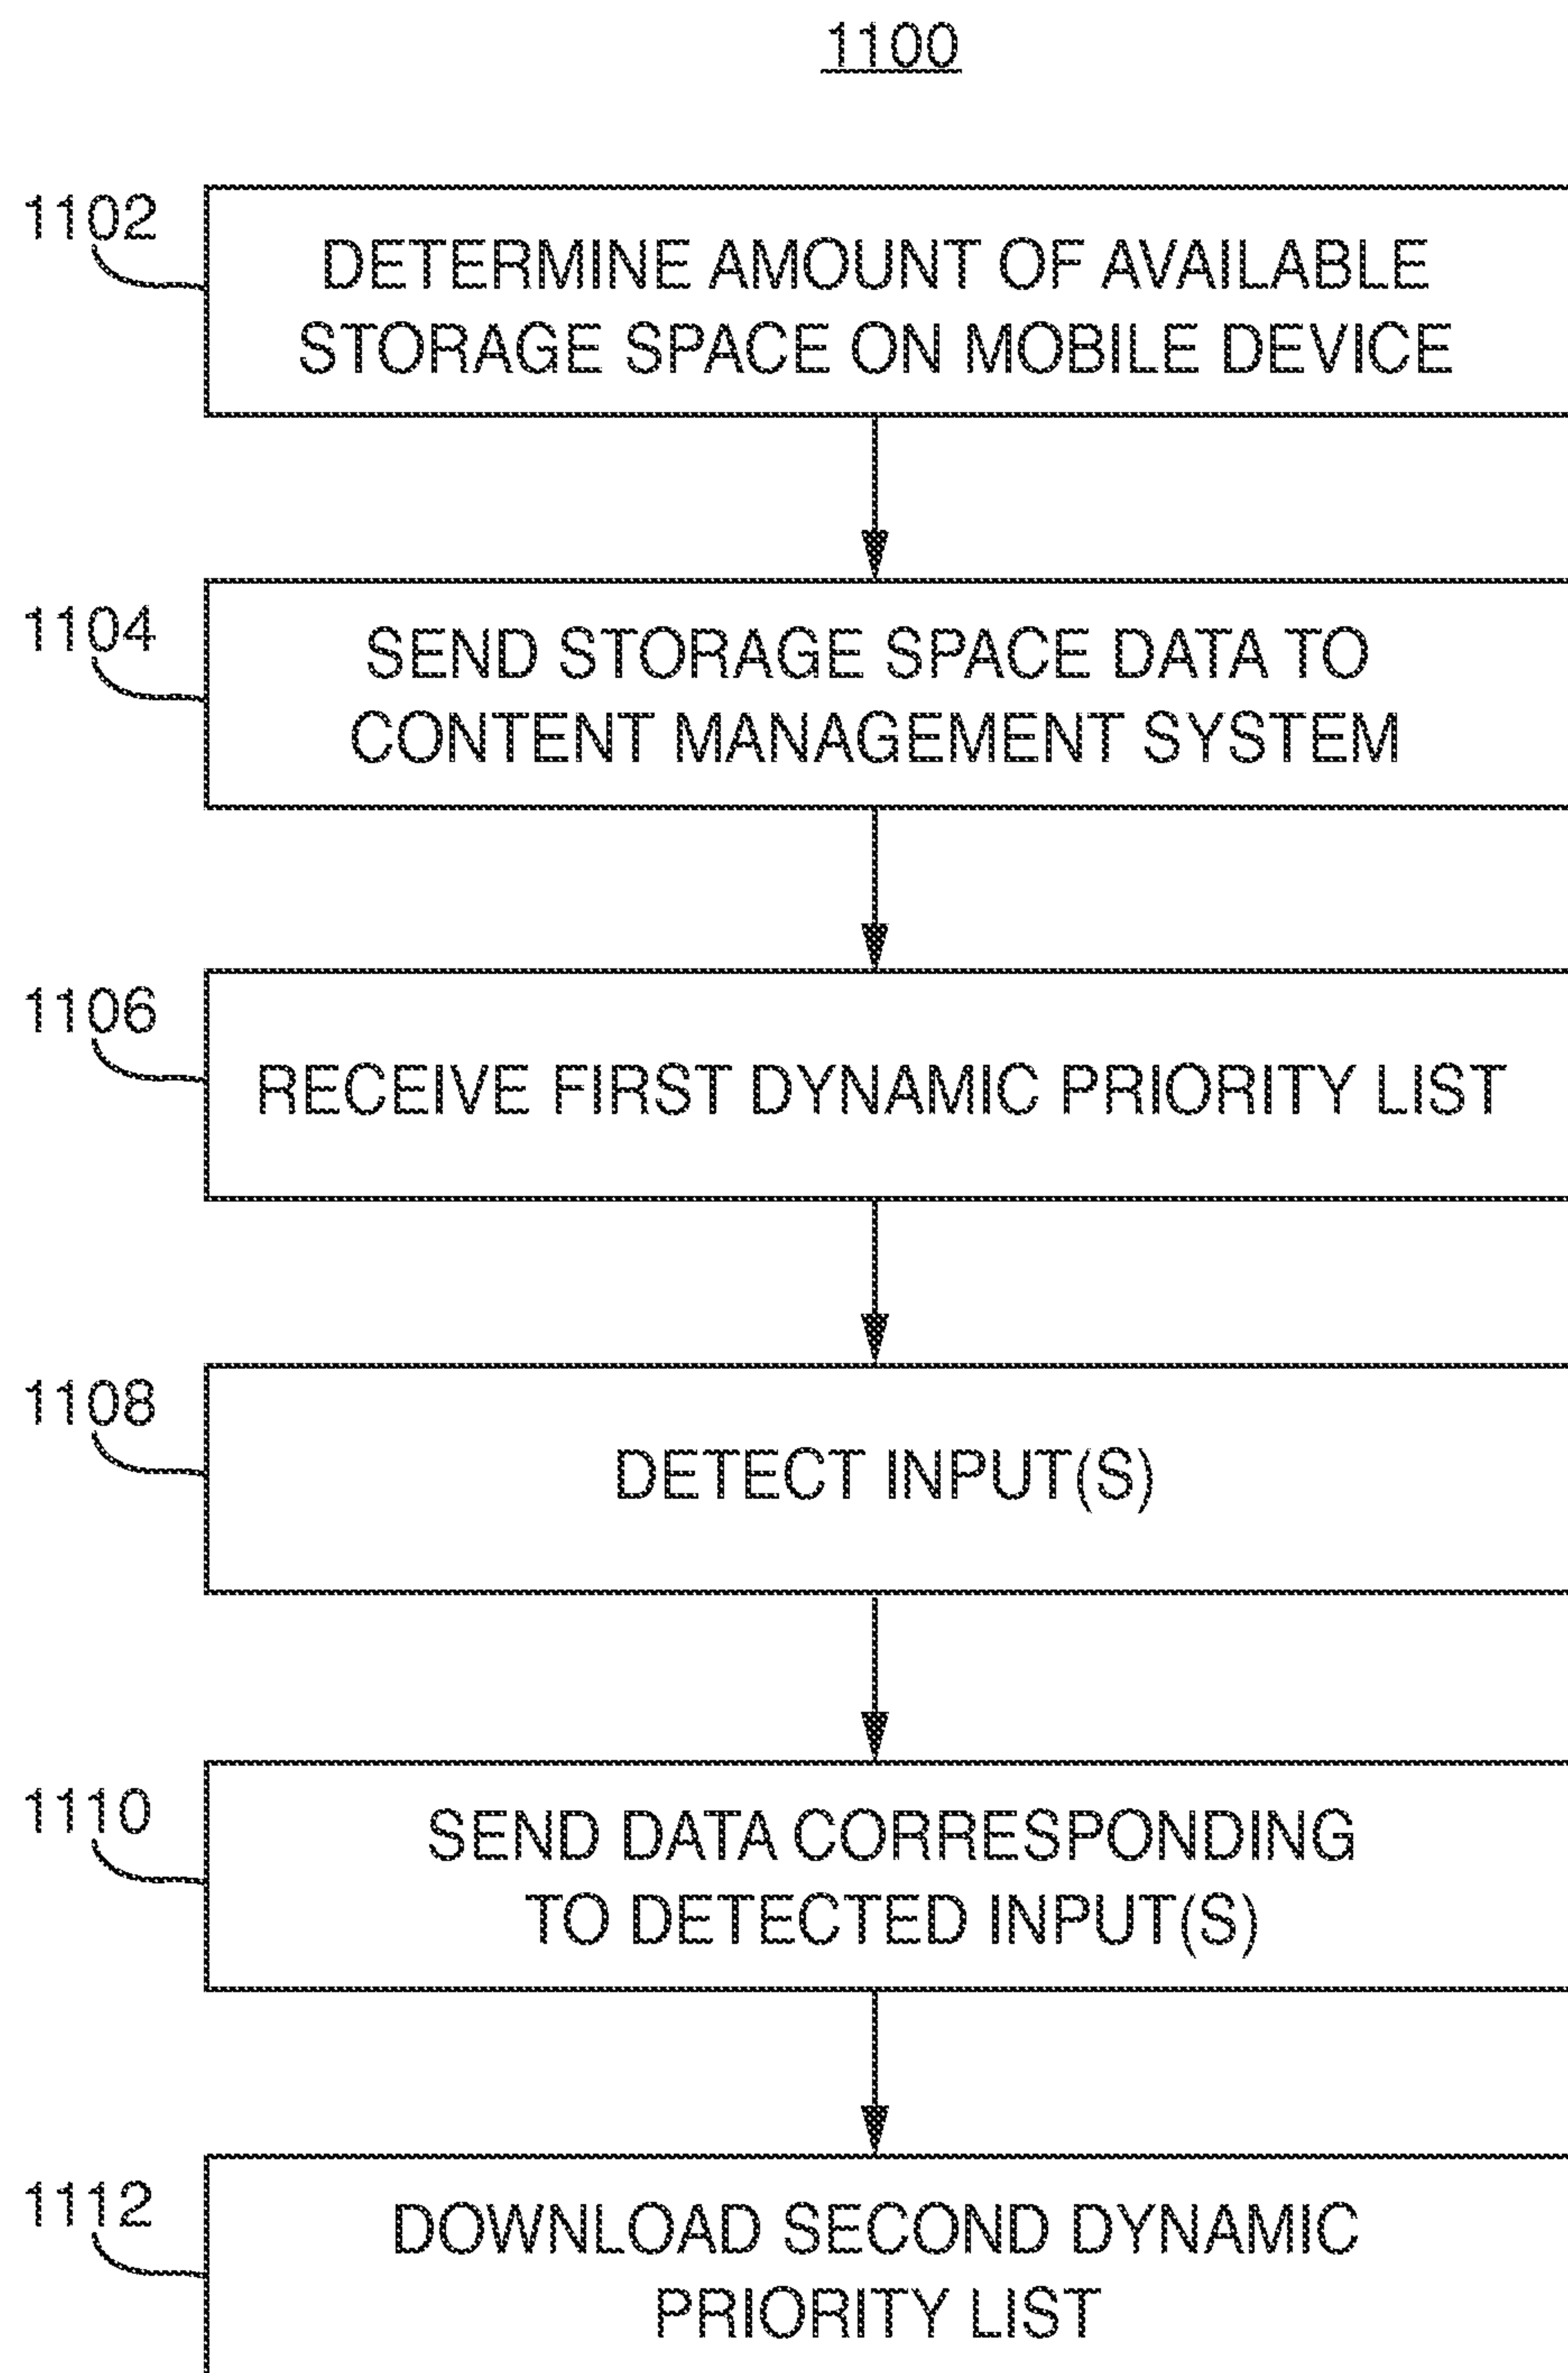 1100
1102
DETERMINE AMOUNT OF AVAILABLE
STORAGE SPACE ON MOBILE DEVICE
1104
SEND STORAGE SPACE DATA TO
CONTENT MANAGEMENT SYSTEM
1106
RECEIVE FIRST DYNAMIC PRIORITY LIST
1108
DETECT INPUT(S)
1110
SEND DATA CORRESPONDING
TO DETECTED INPUT(S)
1112
DOWNLOAD SECOND DYNAMIC
PRIORITY LIST